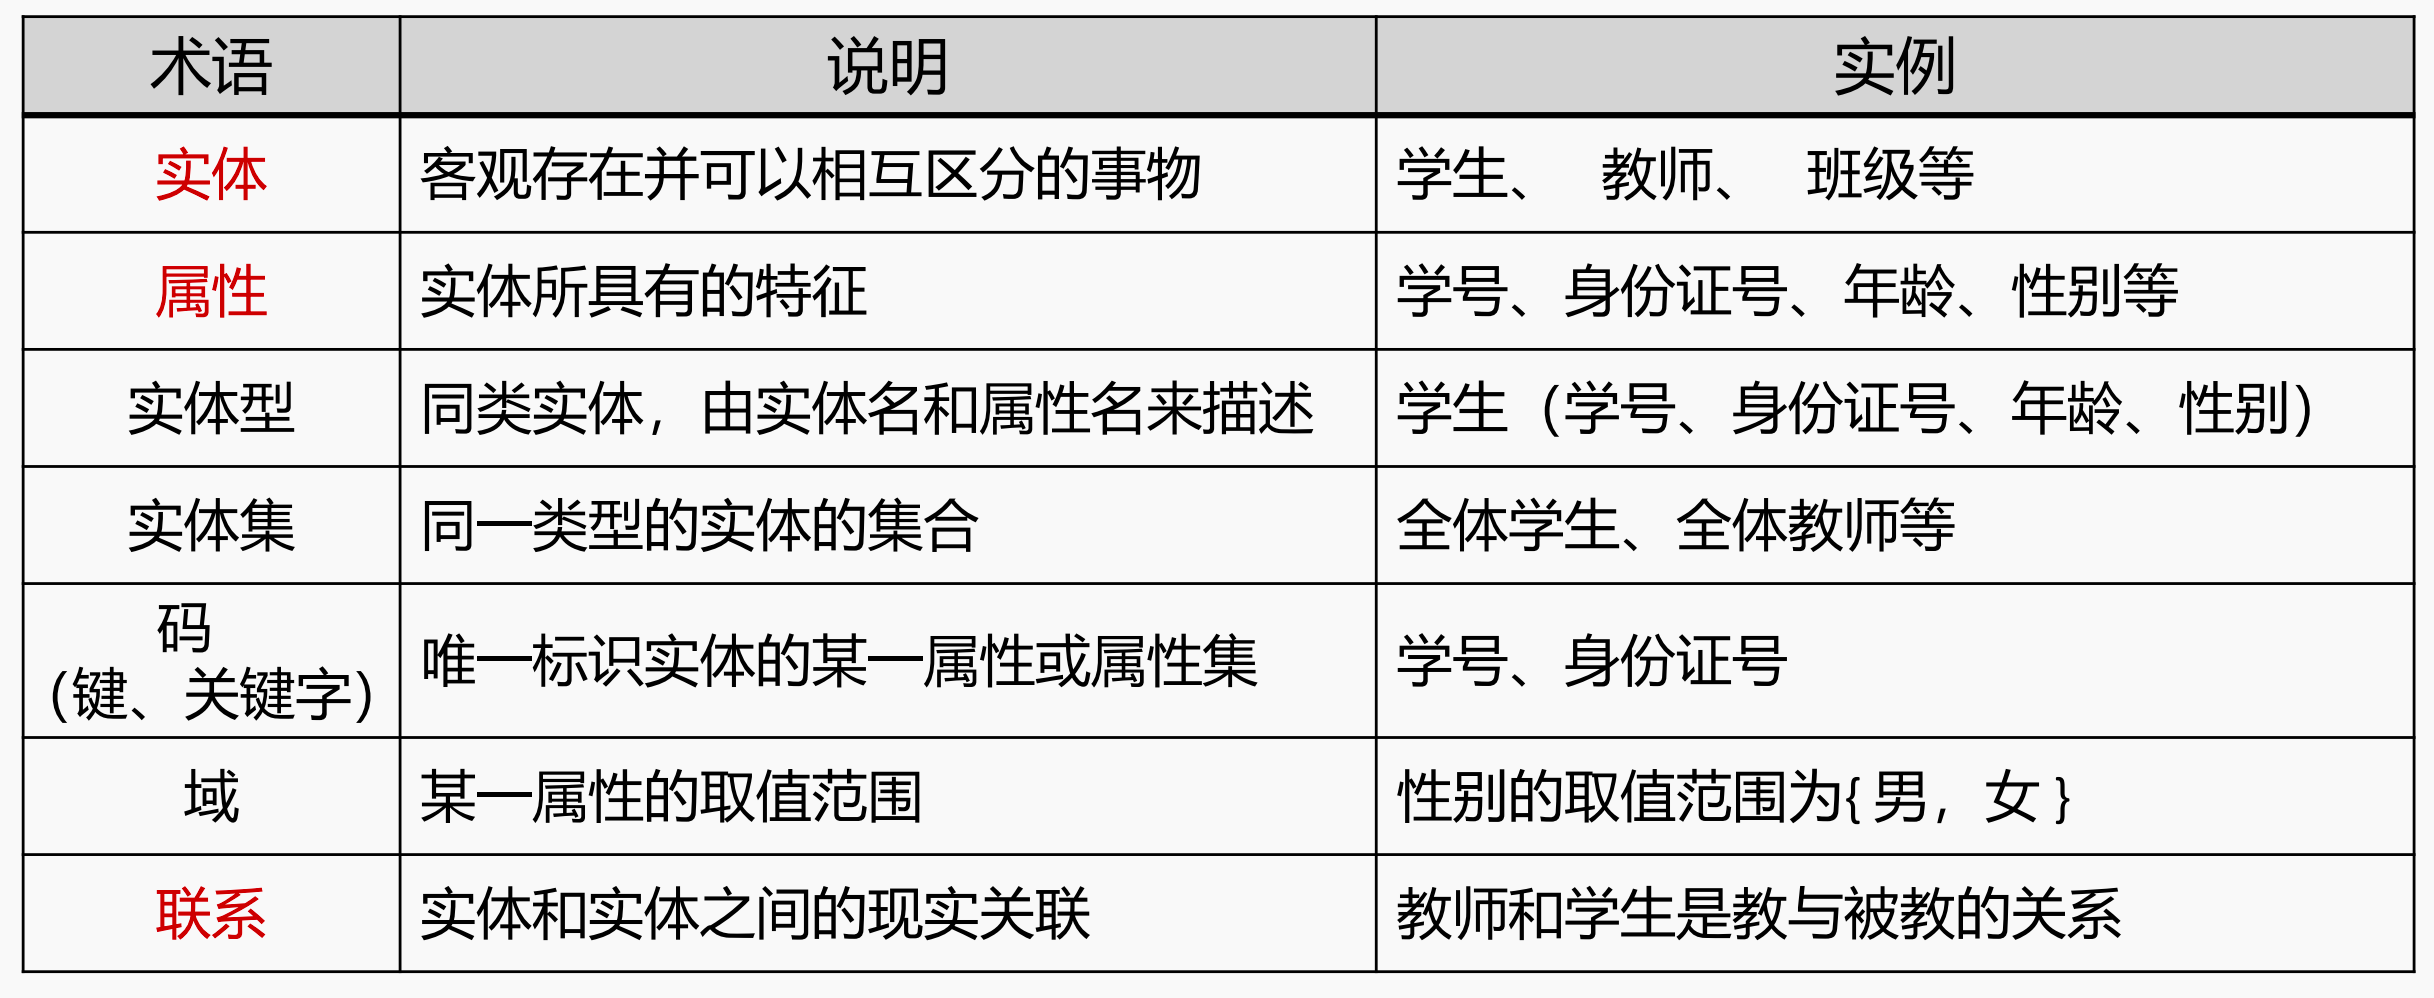 术语 说明 实例
实体 客观存在并可以相互区分的事物 学生、 教师、 班级等
属性 实体所具有的特征 学号、身份证号、年龄、性别等
实体型 同类实体，由实体名和属性名来描述 学生（学号、身份证号、年龄、性别）
实体集 同一类型的实体的集合 全体学生、全体教师等
码
（键、关键字） 唯一标识实体的某一属性或属性集 学号、身份证号
域 某一属性的取值范围 性别的取值范围为{ 男，女 }
联系 实体和实体之间的现实关联 教师和学生是教与被教的关系